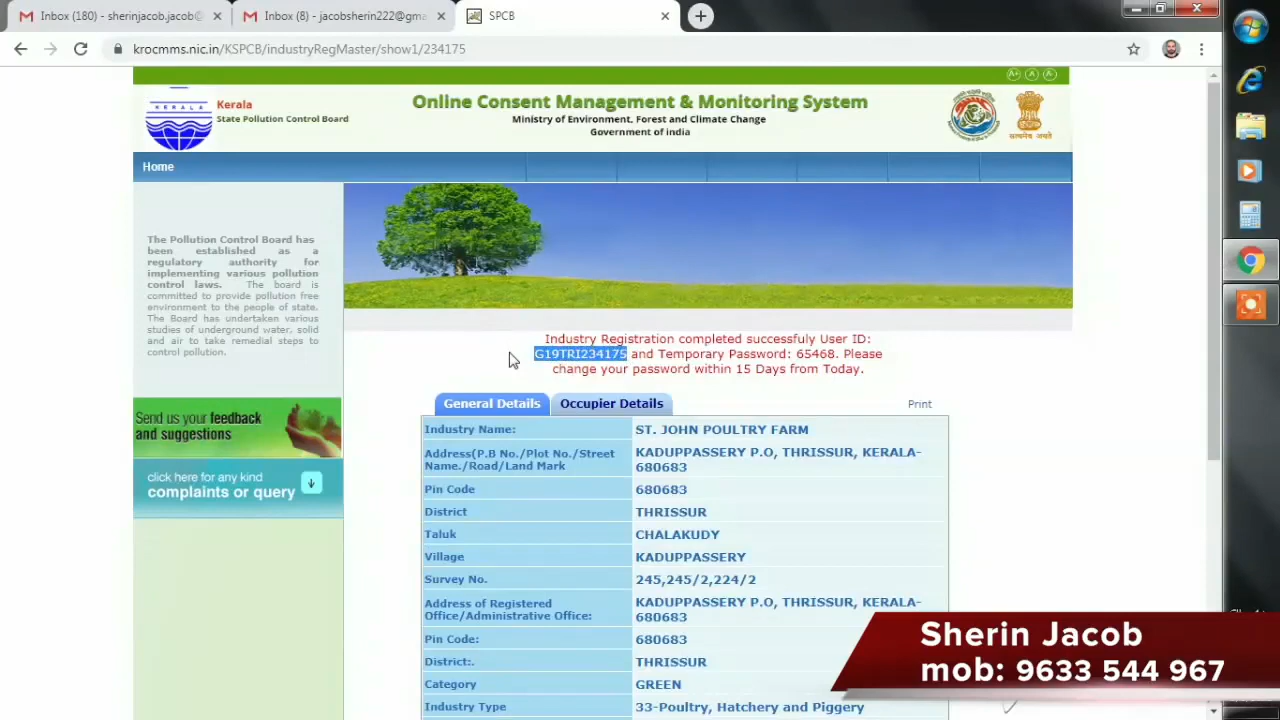 Inbox (180) - sherinjacob.jacob@
Inbox (8) - jacobsherin222@gma
SPCB
krocmms.nic.in/KSPCB/industryRegMaster/show1/234175
A+ A A-
Kerala
State Pollution Control Board
Online Consent Management & Monitoring System
Ministry of Environment, Forest and Climate Change
Government of india
सत्यमेव जयते
Home
The Pollution Control Board has
been established as a
regulatory authority for
implementing various pollution
control laws. The board is
committed to provide pollution free
environment to the people of state.
The Board has undertaken various
studies of underground water, solid
and air to take remedial steps to
control pollution.
Send us your feedback
and suggestions
click here for any kind
complaints or query
Industry Registration completed successfuly User ID:
G19TRI234175 and Temporary Password: 65468. Please
change your password within 15 Days from Today.
General Details
Occupier Details
Print
Industry Name: ST. JOHN POULTRY FARM
Address(P.B No./Plot No./Street
Name./Road/Land Mark
KADUPPASSERY P.O, THRISSUR, KERALA-
680683
Pin Code 680683
District THRISSUR
Taluk CHALAKUDY
Village KADUPPASSERY
Survey No. 245,245/2,224/2
Address of Registered
Office/Administrative Office:
KADUPPASSERY P.O, THRISSUR, KERALA-
680683
Pin Code: 680683
District:. THRISSUR
Category GREEN
Industry Type 33-Poultry, Hatchery and Piggery
Sherin Jacob
mob: 9633 544 967